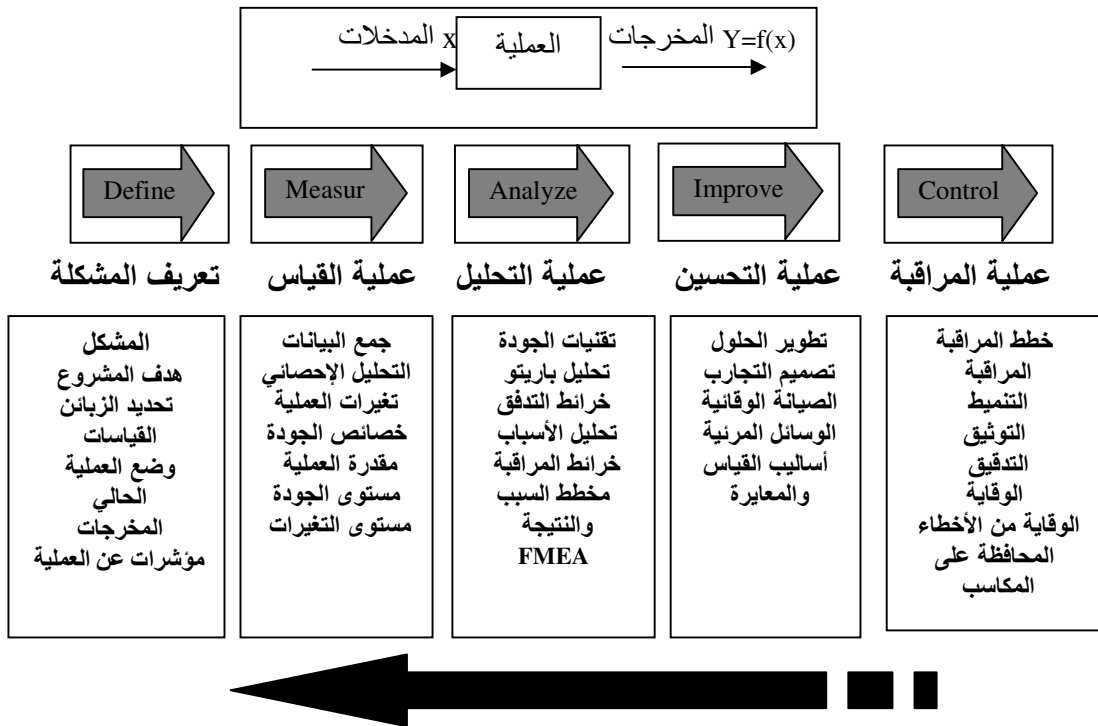 المدخلات x
العملية
المخرجات Y=f(x)
Define
Measur
Analyze
Improve
Control
تعريف المشكلة
عملية القياس
عملية التحليل
عملية التحسين
عملية المراقبة
المشكل
هدف المشروع
تحديد الزبائن
القياسات
وضع العملية
الحالي
المخرجات
مؤشرات عن العملية
جمع البيانات
التحليل الإحصائي
تغيرات العملية
خصائص الجودة
مقدرة العملية
مستوى الجودة
مستوى التغيرات
تقنيات الجودة
تحليل باريتو
خرائط التدفق
تحليل الأسباب
خرائط المراقبة
مخطط السبب
والنتيجة
FMEA
تطوير الحلول
تصميم التجارب
الصيانة الوقائية
الوسائل المرئية
أساليب القياس
والمعايرة
خطط المراقبة
المراقبة
التنميط
التوثيق
التدقيق
الوقاية
الوقاية من الأخطاء
المحافظة على
المكاسب